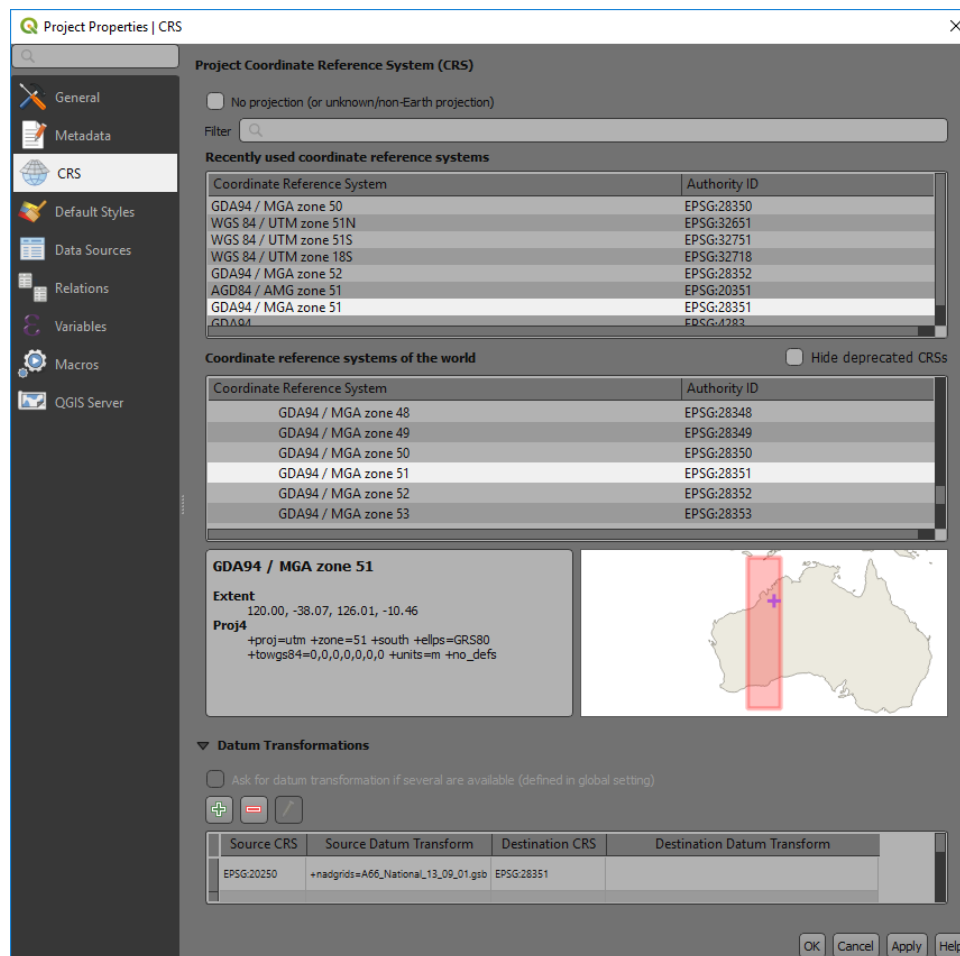 Project Properties | CRS
General
Metadata
CRS
Default Styles
Data Sources
Relations
Variables
Macros
QGIS Server
Project Coordinate Reference System (CRS)
No projection (or unknown/non-Earth projection)
Filter
Recently used coordinate reference systems
Coordinate Reference System Authority ID
GDA94 / MGA zone 50 EPSG:28350
WGS 84 / UTM zone 51N EPSG:32651
WGS 84 / UTM zone 51S EPSG:32751
WGS 84 / UTM zone 18S EPSG:32718
GDA94 / MGA zone 52 EPSG:28352
AGD84 / AMG zone 51 EPSG:20351
GDA94 / MGA zone 51 EPSG:28351
GDA94 EPSG:4283
Coordinate reference systems of the world Hide deprecated CRSs
Coordinate Reference System Authority ID
GDA94 / MGA zone 48 EPSG:28348
GDA94 / MGA zone 49 EPSG:28349
GDA94 / MGA zone 50 EPSG:28350
GDA94 / MGA zone 51 EPSG:28351
GDA94 / MGA zone 52 EPSG:28352
GDA94 / MGA zone 53 EPSG:28353
GDA94 / MGA zone 51
Extent
120.00, -38.07, 126.01, -10.46
Proj4
+proj=utm +zone=51 +south +ellps=GRS80
+towgs84=0,0,0,0,0,0,0 +units=m +no_defs
Datum Transformations
Ask for datum transformation if several are available (defined in global setting)
Source CRS Source Datum Transform Destination CRS Destination Datum Transform
EPSG:20250 +nadgrids=A66_National_13_09_01.gsb EPSG:28351
OK Cancel Apply Help